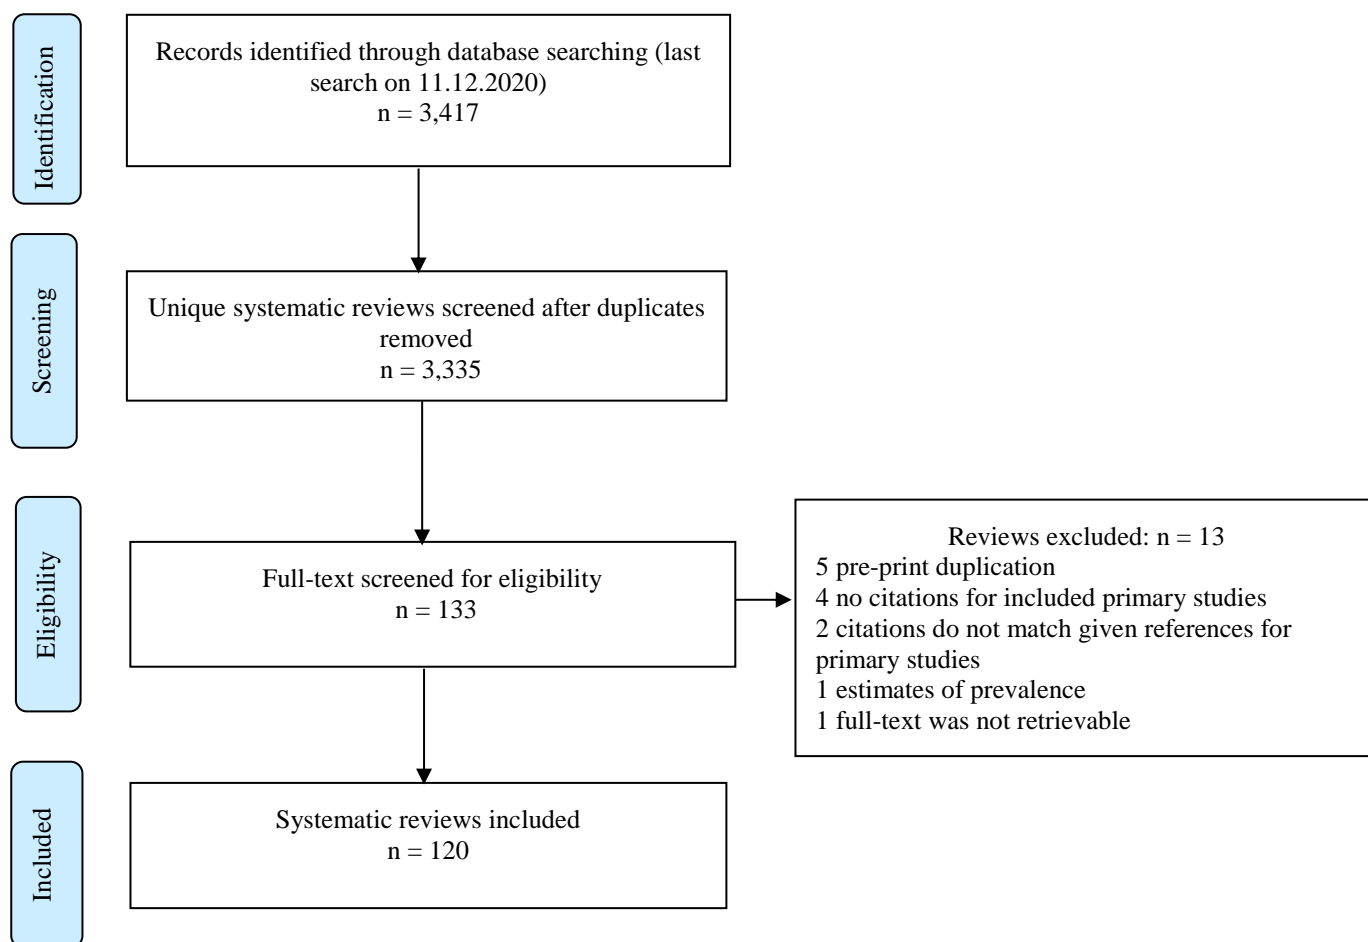 Identification
Records identified through database searching (last
search on 11.12.2020)
n = 3,417
Screening
Unique systematic reviews screened after duplicates
removed
n = 3,335
Eligibility
Full-text screened for eligibility
n = 133
Reviews excluded: n = 13
5 pre-print duplication
4 no citations for included primary studies
2 citations do not match given references for
primary studies
1 estimates of prevalence
1 full-text was not retrievable
Included
Systematic reviews included
n = 120